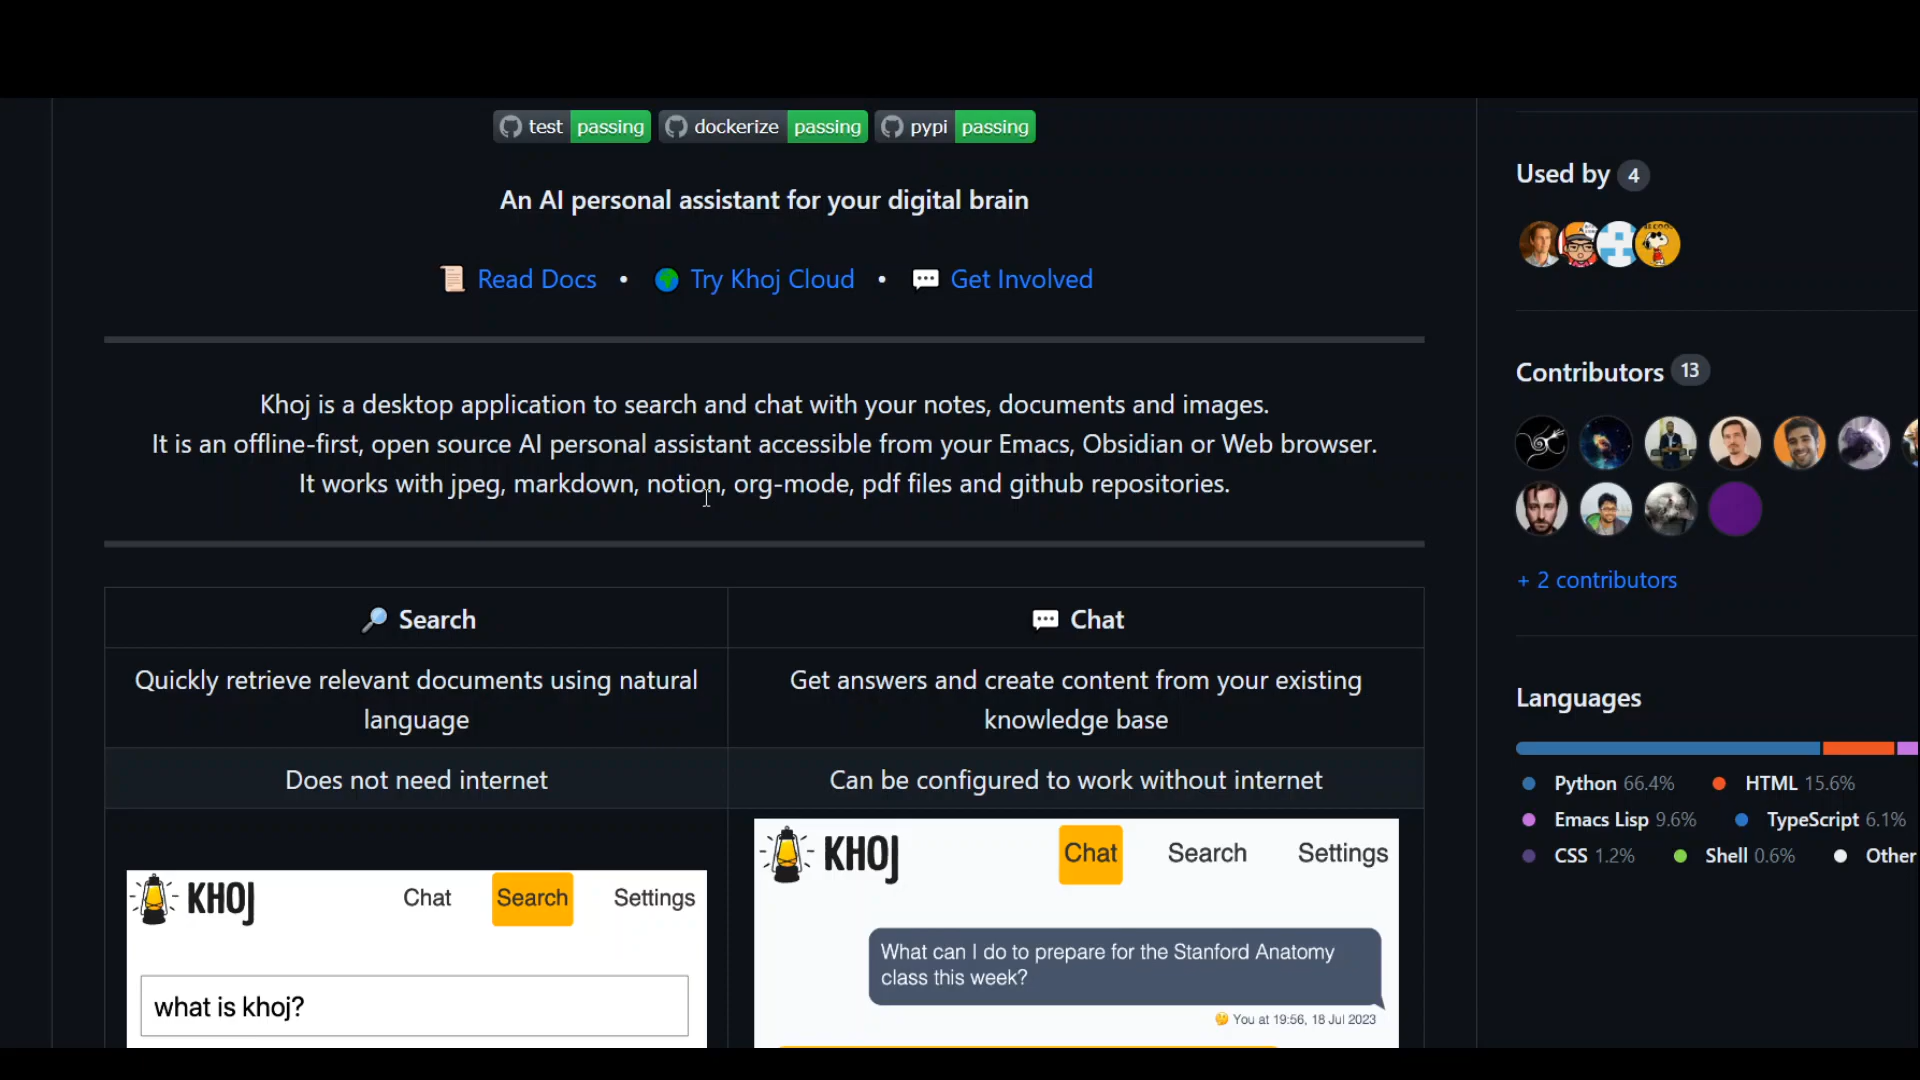 test passing dockerize passing pypi passing
An AI personal assistant for your digital brain
Read Docs • Try Khoj Cloud • Get Involved
Khoj is a desktop application to search and chat with your notes, documents and images.
It is an offline-first, open source AI personal assistant accessible from your Emacs, Obsidian or Web browser.
It works with jpeg, markdown, notion, org-mode, pdf files and github repositories.
Search
Chat
Quickly retrieve relevant documents using natural
language
Get answers and create content from your existing
knowledge base
Does not need internet
Can be configured to work without internet
KHOJ Chat Search Settings
what is khoj?
KHOJ Chat Search Settings
What can I do to prepare for the Stanford Anatomy
class this week?
You at 19:56, 18 Jul 2023
Used by 4
Contributors 13
+ 2 contributors
Languages
Python 66.4% HTML 15.6%
Emacs Lisp 9.6% TypeScript 6.1%
CSS 1.2% Shell 0.6% Other